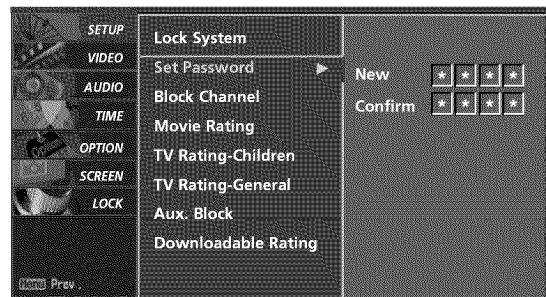 SETUP
VIDEO
AUDIO
TIME
OPTION
SCREEN
LOCK
Menu Prev.
Lock System
Set Password ▶
Block Channel
Movie Rating
TV Rating-Children
TV Rating-General
Aux. Block
Downloadable Rating
New * * * *
Confirm * * * *